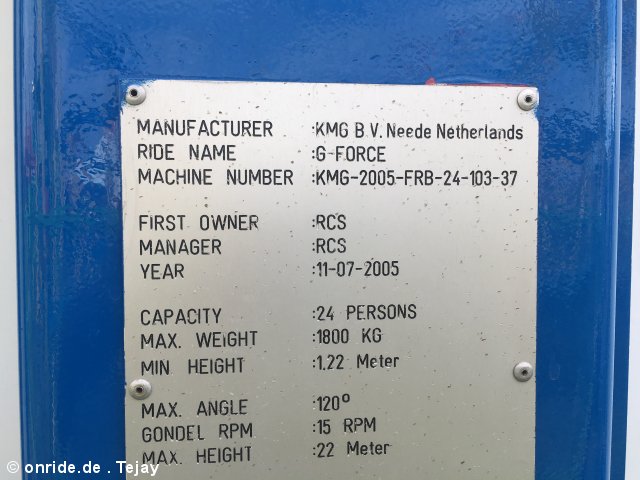 MANUFACTURER :KMG B.V. Neede Netherlands
RIDE NAME :G-FORCE
MACHINE NUMBER :KMG-2005-FRB-24-103-37
FIRST OWNER :RCS
MANAGER :RCS
YEAR :11-07-2005
CAPACITY :24 PERSONS
MAX. WEIGHT :1800 KG
MIN. HEIGHT :1.22 Meter
MAX. ANGLE :120°
GONDEL RPM :15 RPM
MAX. HEIGHT :22 Meter
© onride.de . Tejay